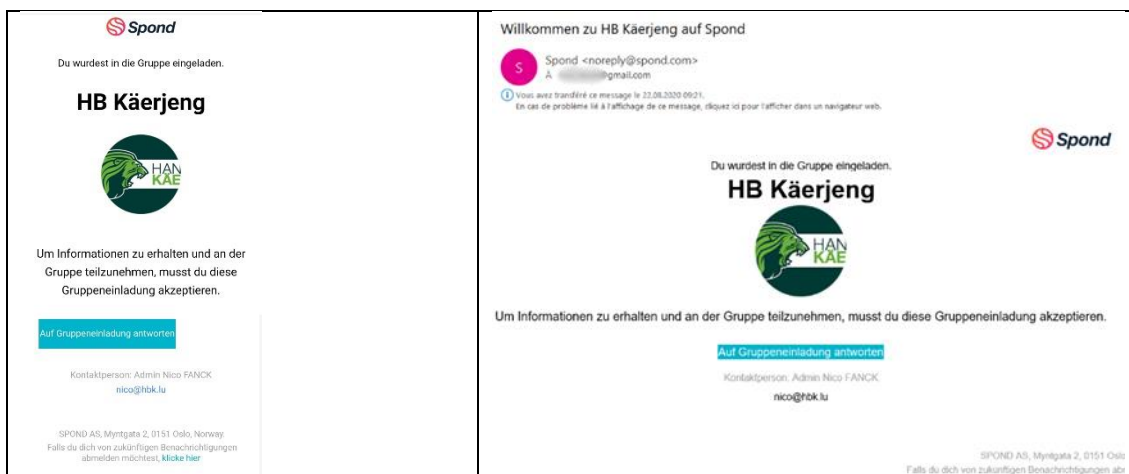 Spond
Du wurdest in die Gruppe eingeladen.
HB Käerjeng
HAN
KÄE
Um Informationen zu erhalten und an der
Gruppe teilzunehmen, musst du diese
Gruppeneinladung akzeptieren.
Auf Gruppeneinladung antworten
Kontaktperson: Admin Nico FANCK
nico@hbk.lu
SPOND AS, Myntgata 2, 0151 Oslo, Norway.
Falls du dich von zukünftigen Benachrichtigungen
abmelden möchtest, klicke hier
Willkommen zu HB Käerjeng auf Spond
S
Spond <noreply@spond.com>
À @gmail.com
Vous avez transféré ce message le 22.08.2020 09:21.
En cas de problème lié à l'affichage de ce message, cliquez ici pour l'afficher dans un navigateur web.
Spond
Du wurdest in die Gruppe eingeladen.
HB Käerjeng
HAN
KÄE
Um Informationen zu erhalten und an der Gruppe teilzunehmen, musst du diese Gruppeneinladung akzeptieren.
Auf Gruppeneinladung antworten
Kontaktperson: Admin Nico FANCK
nico@hbk.lu
SPOND AS, Myntgata 2, 0151 Osl
Falls du dich von zukünftigen Benachrichtigungen ab